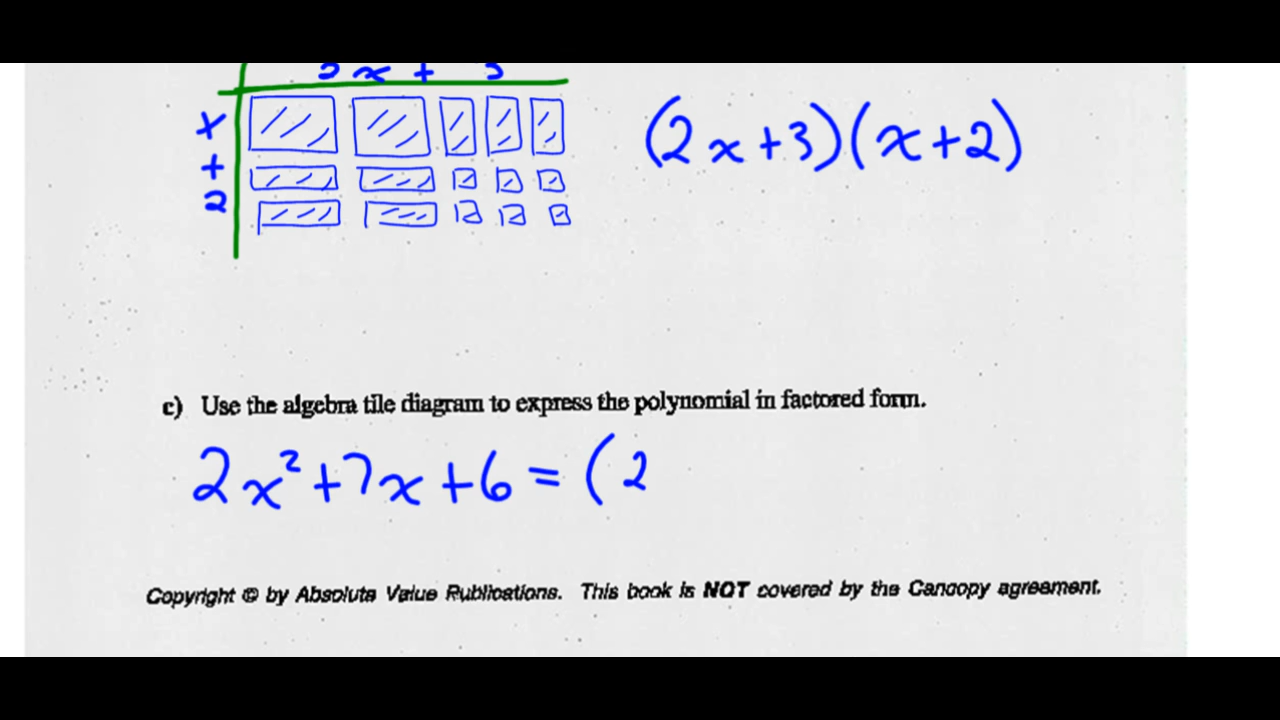 x +
x
+
2
(2x+3)(x+2)
c) Use the algebra tile diagram to express the polynomial in factored form.
2x²+7x+6 = (2
Copyright © by Absolute Value Publications. This book is NOT covered by the Cancopy agreement.